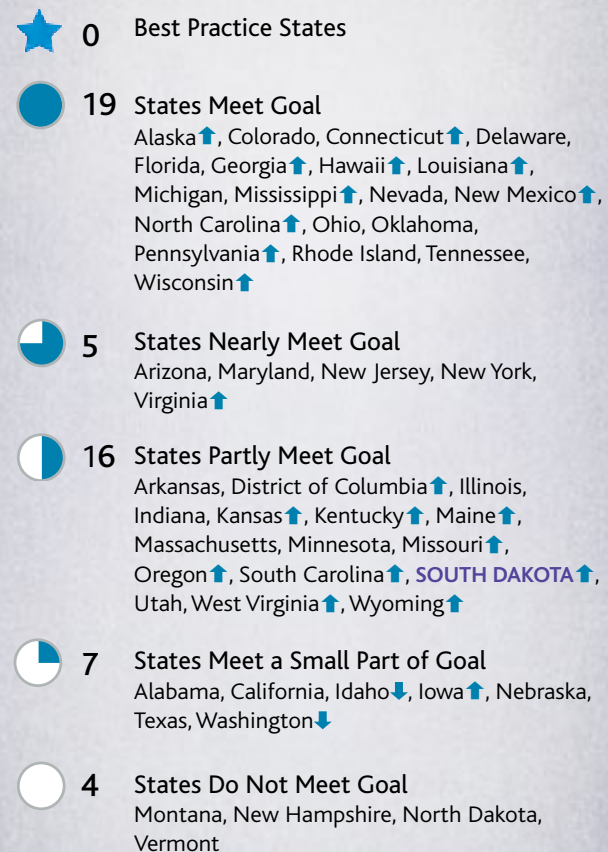 0 Best Practice States
19 States Meet Goal
Alaska⬆, Colorado, Connecticut⬆, Delaware,
Florida, Georgia⬆, Hawaii⬆, Louisiana⬆,
Michigan, Mississippi⬆, Nevada, New Mexico⬆,
North Carolina⬆, Ohio, Oklahoma,
Pennsylvania⬆, Rhode Island, Tennessee,
Wisconsin⬆
5 States Nearly Meet Goal
Arizona, Maryland, New Jersey, New York,
Virginia⬆
16 States Partly Meet Goal
Arkansas, District of Columbia⬆, Illinois,
Indiana, Kansas⬆, Kentucky⬆, Maine⬆,
Massachusetts, Minnesota, Missouri⬆,
Oregon⬆, South Carolina⬆, SOUTH DAKOTA⬆,
Utah, West Virginia⬆, Wyoming⬆
7 States Meet a Small Part of Goal
Alabama, California, Idaho⬇, Iowa⬆, Nebraska,
Texas, Washington⬇
4 States Do Not Meet Goal
Montana, New Hampshire, North Dakota,
Vermont